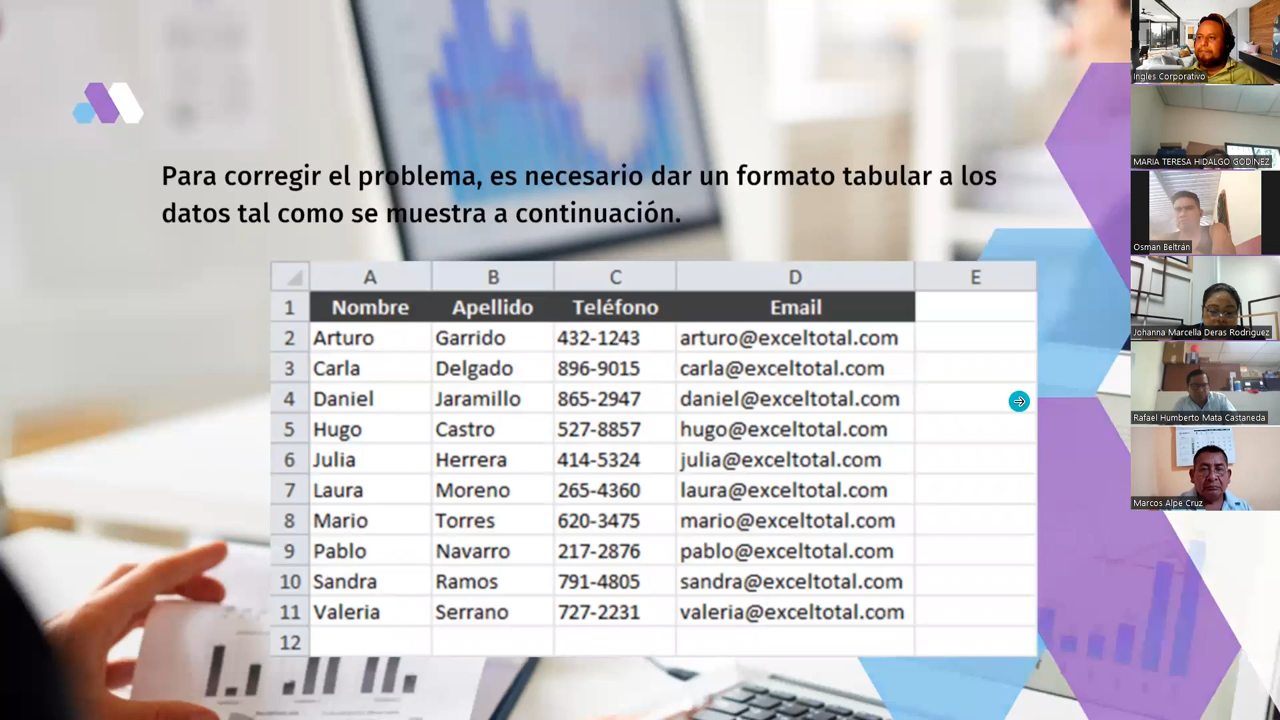 Para corregir el problema, es necesario dar un formato tabular a los
datos tal como se muestra a continuación.
A B C D E
1 Nombre Apellido Teléfono Email
2 Arturo Garrido 432-1243 arturo@exceltotal.com
3 Carla Delgado 896-9015 carla@exceltotal.com
4 Daniel Jaramillo 865-2947 daniel@exceltotal.com
5 Hugo Castro 527-8857 hugo@exceltotal.com
6 Julia Herrera 414-5324 julia@exceltotal.com
7 Laura Moreno 265-4360 laura@exceltotal.com
8 Mario Torres 620-3475 mario@exceltotal.com
9 Pablo Navarro 217-2876 pablo@exceltotal.com
10 Sandra Ramos 791-4805 sandra@exceltotal.com
11 Valeria Serrano 727-2231 valeria@exceltotal.com
12
Ingles Corporativo
MARIA TERESA HIDALGO GODINEZ
Osman Beltrán
Johanna Marcella Deras Rodriguez
Rafael Humberto Mata Castaneda
Marcos Alpe Cruz